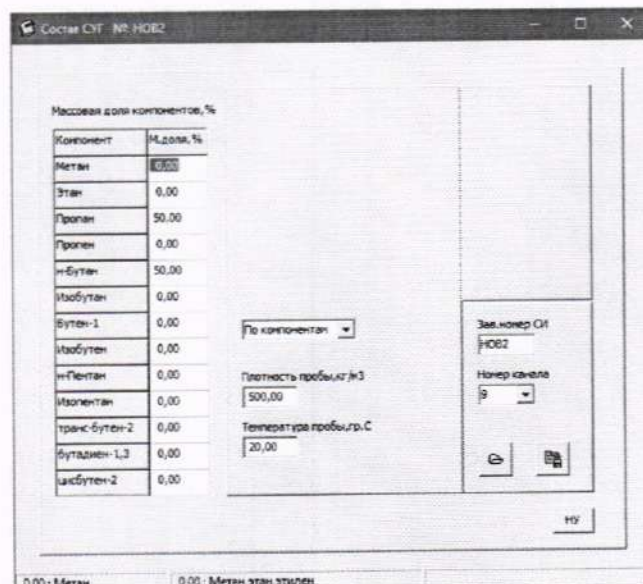 Состав СУГ № НОВ2
Массовая доля компонентов, %
Компонент М.доля, %
Метан 0,00
Этан 0,00
Пропан 50,00
Пропен 0,00
н-Бутан 50,00
Изобутан 0,00
бутен-1 0,00
Изобутен 0,00
н-Пентан 0,00
Изопентан 0,00
транс-бутен-2 0,00
бутадиен-1,3 0,00
цисбутен-2 0,00
По компонентам
Плотность пробы,кг/м3
500,00
Температура пробы,гр.С
20,00
Зав.номер СИ
НОВ2
Номер канала
9
НУ
0.00 : Метан 0.00 : Метан этан этилен